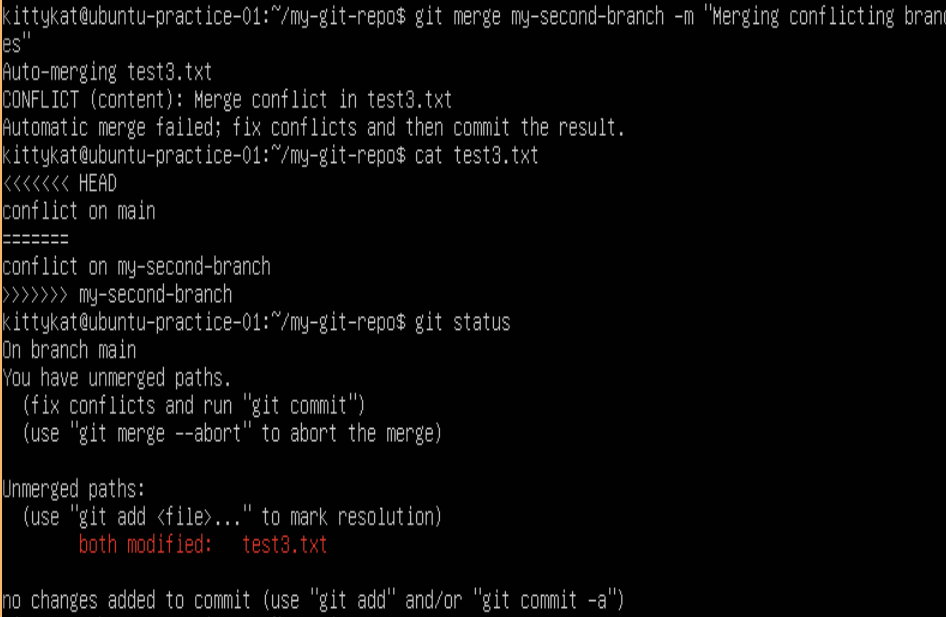 kittykat@ubuntu-practice-01:~/my-git-repo$ git merge my-second-branch -m "Merging conflicting branc
es"
Auto-merging test3.txt
CONFLICT (content): Merge conflict in test3.txt
Automatic merge failed; fix conflicts and then commit the result.
kittykat@ubuntu-practice-01:~/my-git-repo$ cat test3.txt
<<<<<<< HEAD
conflict on main
=======
conflict on my-second-branch
>>>>>>> my-second-branch
kittykat@ubuntu-practice-01:~/my-git-repo$ git status
On branch main
You have unmerged paths.
  (fix conflicts and run "git commit")
  (use "git merge --abort" to abort the merge)

Unmerged paths:
  (use "git add <file>..." to mark resolution)
        both modified:   test3.txt

no changes added to commit (use "git add" and/or "git commit -a")